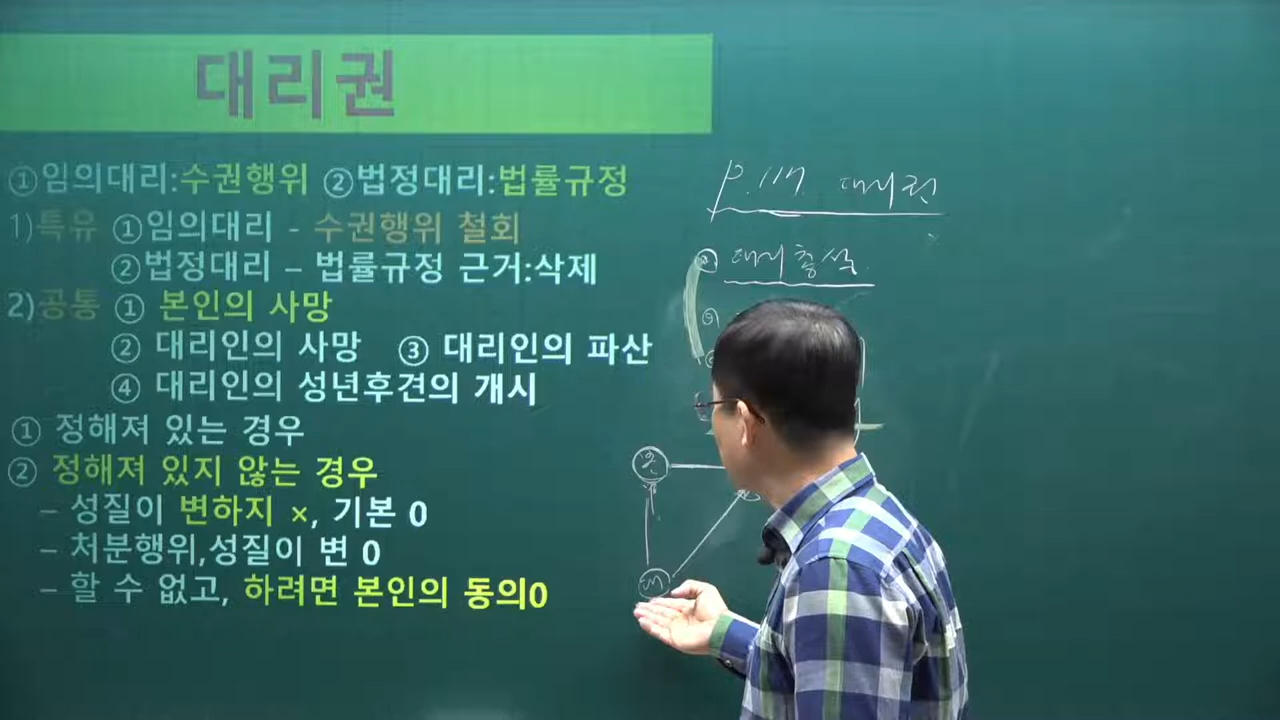 대리권
①임의대리:수권행위 ②법정대리:법률규정
1)특유 ①임의대리 - 수권행위 철회
②법정대리 – 법률규정 근거:삭제
2)공통 ① 본인의 사망
② 대리인의 사망 ③ 대리인의 파산
④ 대리인의 성년후견의 개시
① 정해져 있는 경우
② 정해져 있지 않는 경우
– 성질이 변하지 ×, 기본 0
– 처분행위,성질이 변 0
– 할 수 없고, 하려면 본인의 동의0
P.117 대리권
대리
본
대